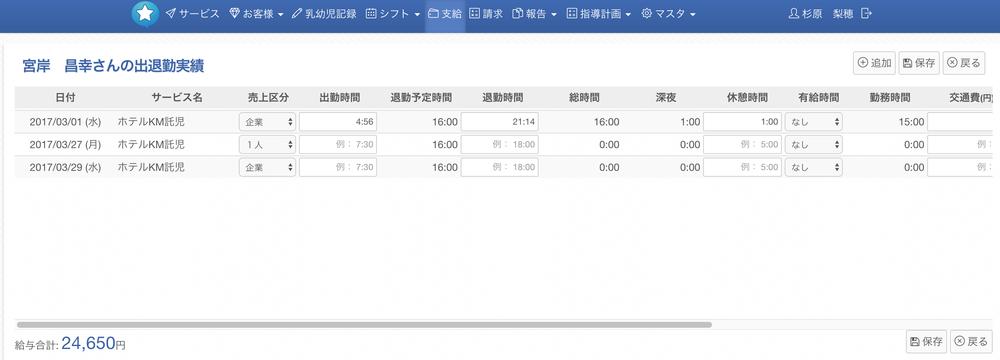 サービス お客様 乳幼児記録 シフト 支給 請求 報告 指導計画 マスタ 杉原 梨穂
宮岸 昌幸さんの出退勤実績 追加 保存 戻る
日付 サービス名 売上区分 出勤時間 退勤予定時間 退勤時間 総時間 深夜 休憩時間 有給時間 勤務時間 交通費(円)
2017/03/01 (水) ホテルKM託児 企業 4:56 16:00 21:14 16:00 1:00 1:00 なし 15:00
2017/03/27 (月) ホテルKM託児 1人 例: 7:30 16:00 例: 18:00 0:00 0:00 例: 5:00 なし 0:00 例:
2017/03/29 (水) ホテルKM託児 企業 例: 7:30 16:00 例: 18:00 0:00 0:00 例: 5:00 なし 0:00 例:
給与合計: 24,650円 保存 戻る